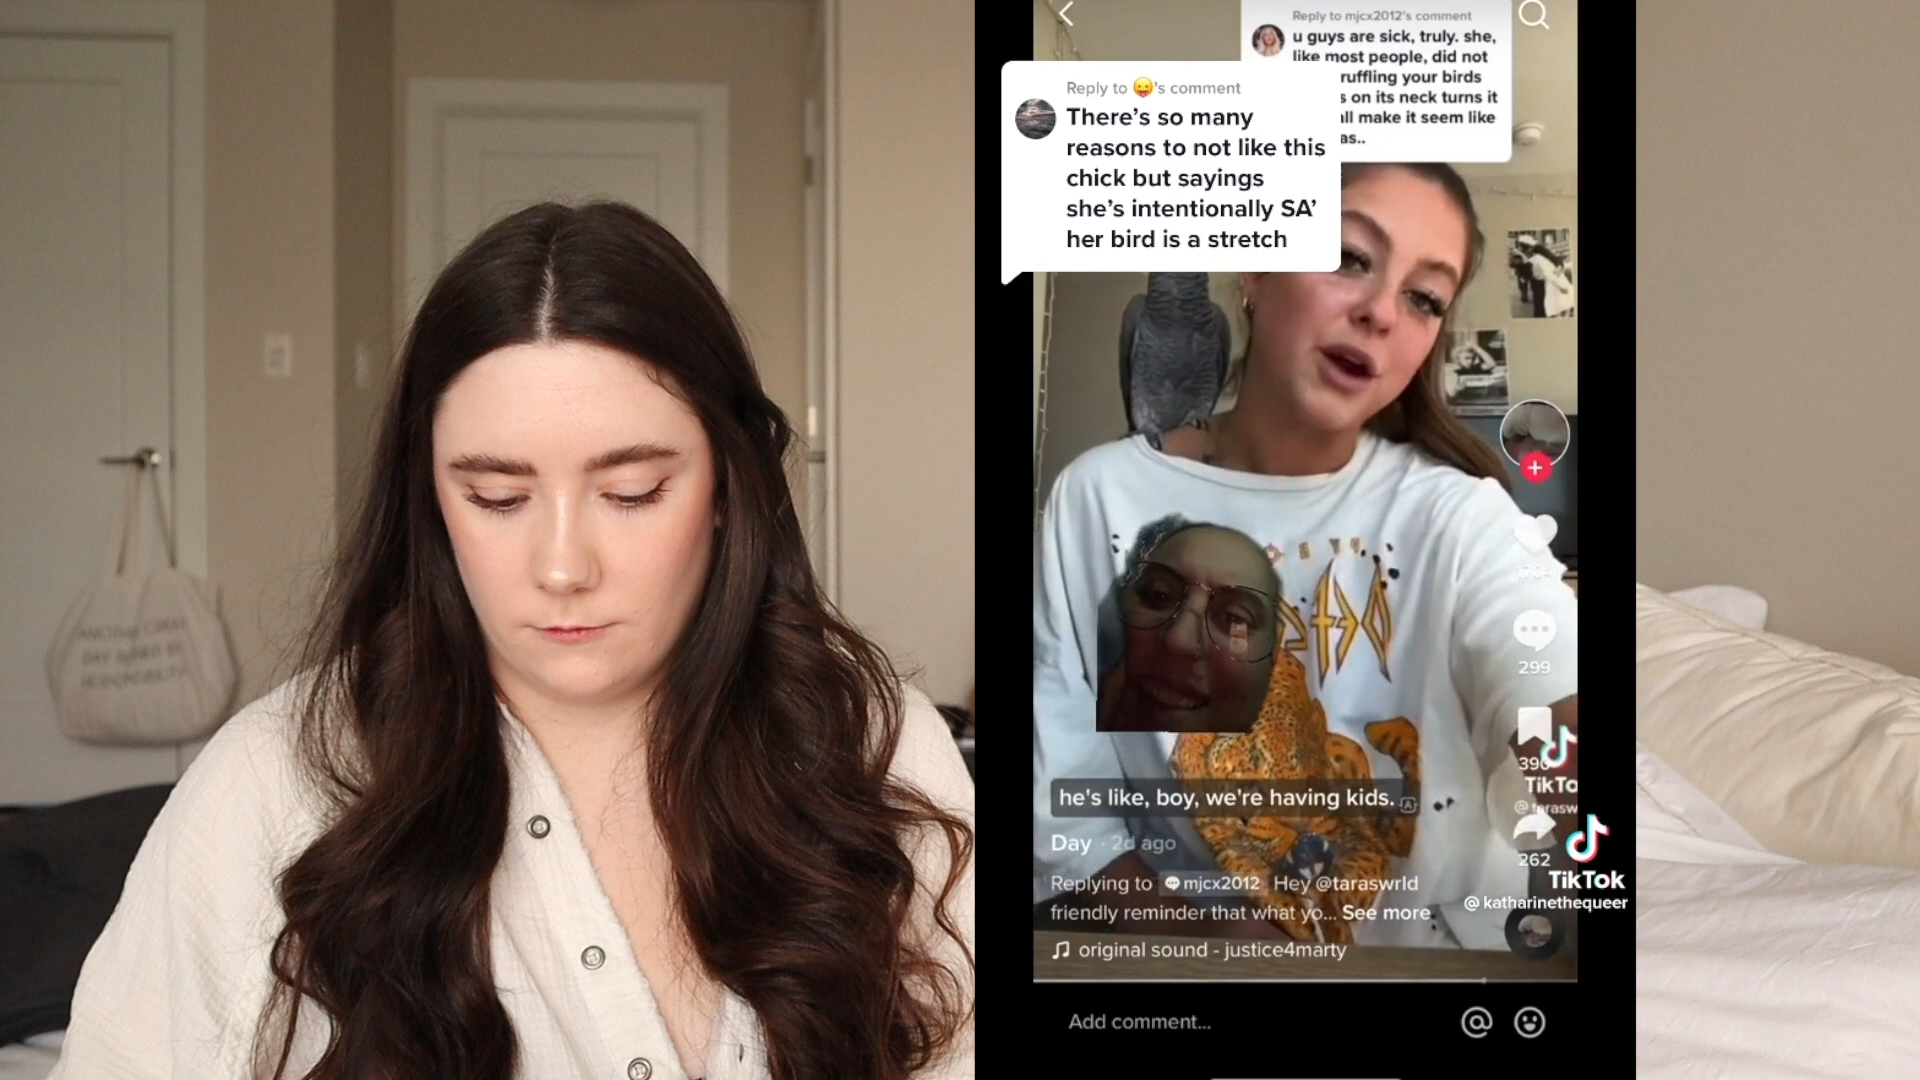 Reply to mjcx2012's comment
u guys are sick, truly. she,
like most people, did not
ruffling your birds
s on its neck turns it
all make it seem like
as..
Reply to 😛's comment
There's so many
reasons to not like this
chick but sayings
she's intentionally SA'
her bird is a stretch
299
390
TikTo
262
he's like, boy, we're having kids.
Day · 2d ago
Replying to 💬mjcx2012 Hey @taraswrld
friendly reminder that what yo... See more
♫ original sound - justice4marty
TikTok
@ katharinethequeer
Add comment...